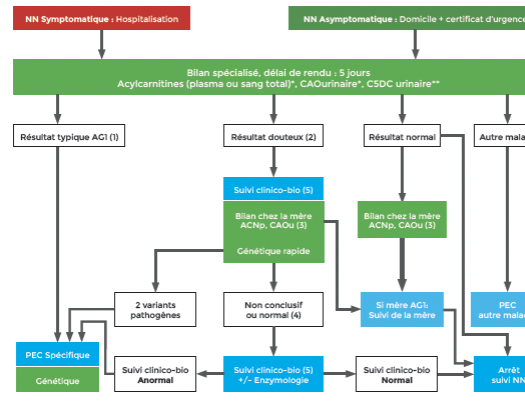 NN Symptomatique : Hospitalisation
NN Asymptomatique : Domicile + certificat d'urgence
Bilan spécialisé, délai de rendu : 5 jours
Acylcarnitines (plasma ou sang total)*, CAOurinaire*, C5DC urinaire**
Résultat typique AG1 (1)
Résultat douteux (2)
Résultat normal
Autre malad
Suivi clinico-bio (5)
Bilan chez la mère
ACNp, CAOu (3)
Génétique rapide
Bilan chez la mère
ACNp, CAOu (3)
2 variants
pathogènes
Non conclusif
ou normal (4)
Si mère AG1:
Suivi de la mère
PEC
autre malad
PEC Spécifique
Génétique
Suivi clinico-bio
Anormal
Suivi clinico-bio (5)
+/- Enzymologie
Suivi clinico-bio
Normal
Arrêt
suivi NN